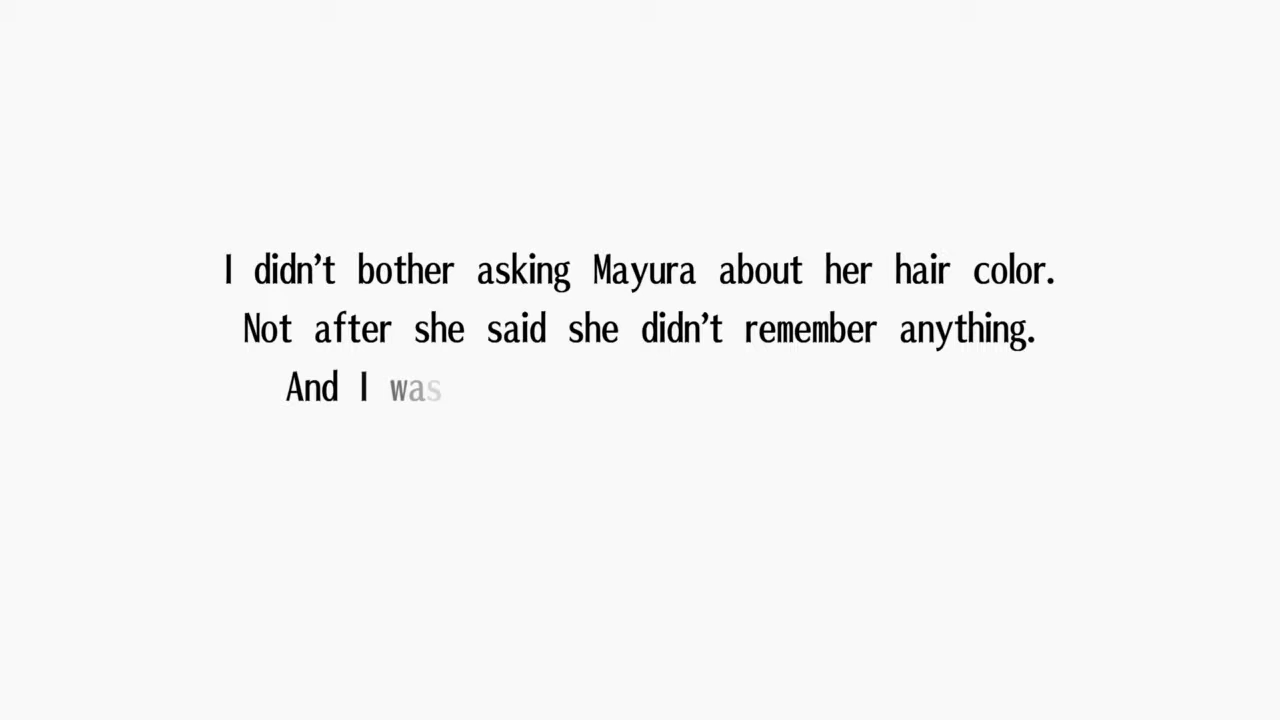 I didn’t bother asking Mayura about her hair color.
Not after she said she didn’t remember anything.
And I was